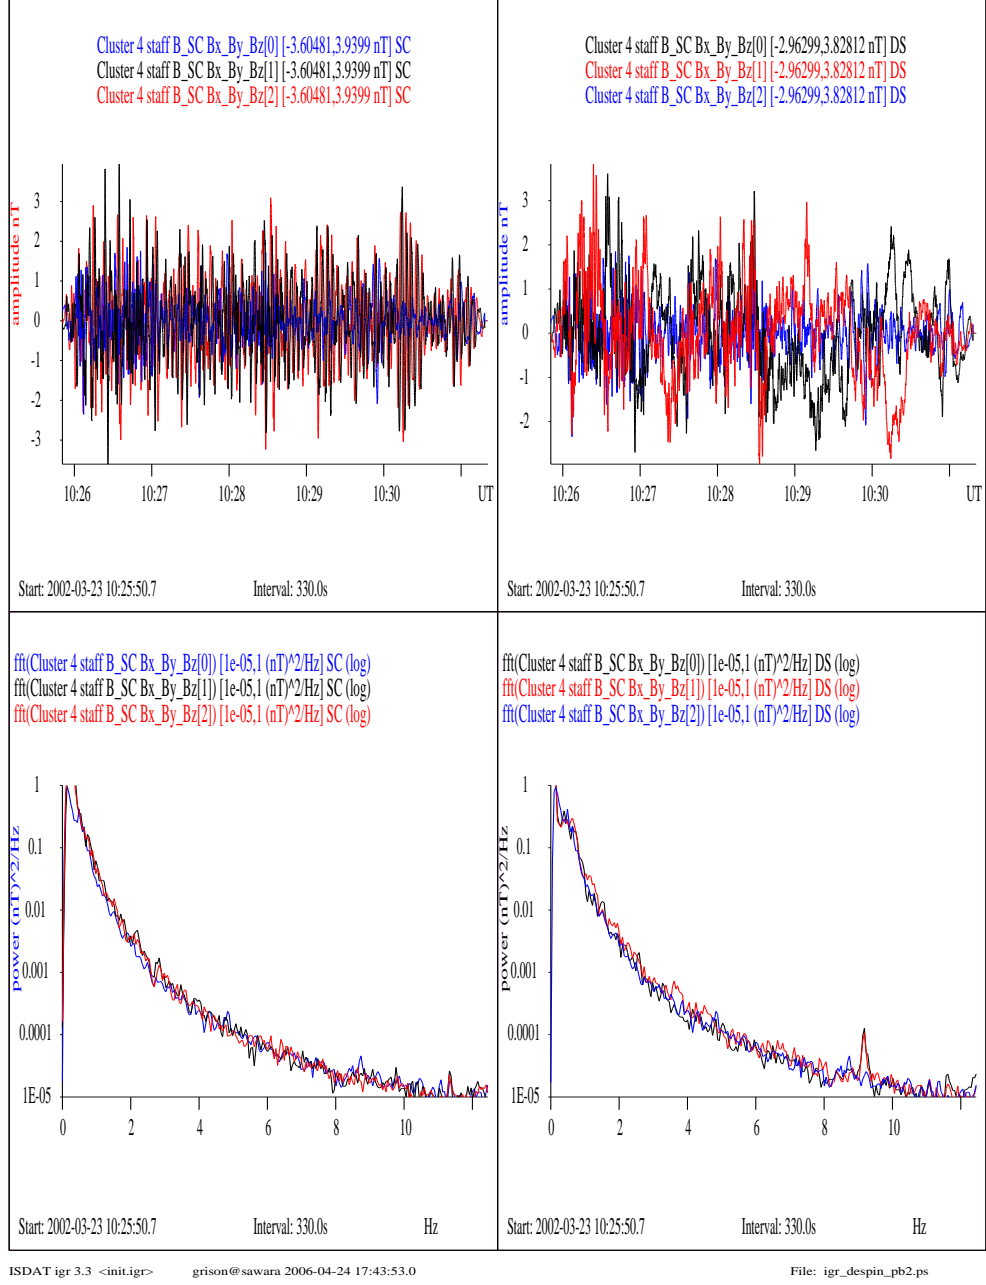 Cluster 4 staff B_SC Bx_By_Bz[0] [-3.60481,3.9399 nT] SC
Cluster 4 staff B_SC Bx_By_Bz[1] [-3.60481,3.9399 nT] SC
Cluster 4 staff B_SC Bx_By_Bz[2] [-3.60481,3.9399 nT] SC
amplitude nT
3
2
1
0
-1
-2
-3
10:26 10:27 10:28 10:29 10:30 UT
Start: 2002-03-23 10:25:50.7 Interval: 330.0s
Cluster 4 staff B_SC Bx_By_Bz[0] [-2.96299,3.82812 nT] DS
Cluster 4 staff B_SC Bx_By_Bz[1] [-2.96299,3.82812 nT] DS
Cluster 4 staff B_SC Bx_By_Bz[2] [-2.96299,3.82812 nT] DS
amplitude nT
3
2
1
0
-1
-2
10:26 10:27 10:28 10:29 10:30 UT
Start: 2002-03-23 10:25:50.7 Interval: 330.0s
fft(Cluster 4 staff B_SC Bx_By_Bz[0]) [1e-05,1 (nT)^2/Hz] SC (log)
fft(Cluster 4 staff B_SC Bx_By_Bz[1]) [1e-05,1 (nT)^2/Hz] SC (log)
fft(Cluster 4 staff B_SC Bx_By_Bz[2]) [1e-05,1 (nT)^2/Hz] SC (log)
power (nT)^2/Hz
1
0.1
0.01
0.001
0.0001
1E-05
0 2 4 6 8 10
Start: 2002-03-23 10:25:50.7 Interval: 330.0s Hz
fft(Cluster 4 staff B_SC Bx_By_Bz[0]) [1e-05,1 (nT)^2/Hz] DS (log)
fft(Cluster 4 staff B_SC Bx_By_Bz[1]) [1e-05,1 (nT)^2/Hz] DS (log)
fft(Cluster 4 staff B_SC Bx_By_Bz[2]) [1e-05,1 (nT)^2/Hz] DS (log)
power (nT)^2/Hz
1
0.1
0.01
0.001
0.0001
1E-05
0 2 4 6 8 10
Start: 2002-03-23 10:25:50.7 Interval: 330.0s Hz
ISDAT igr 3.3 <init.igr> grison@sawara 2006-04-24 17:43:53.0 File: igr_despin_pb2.ps